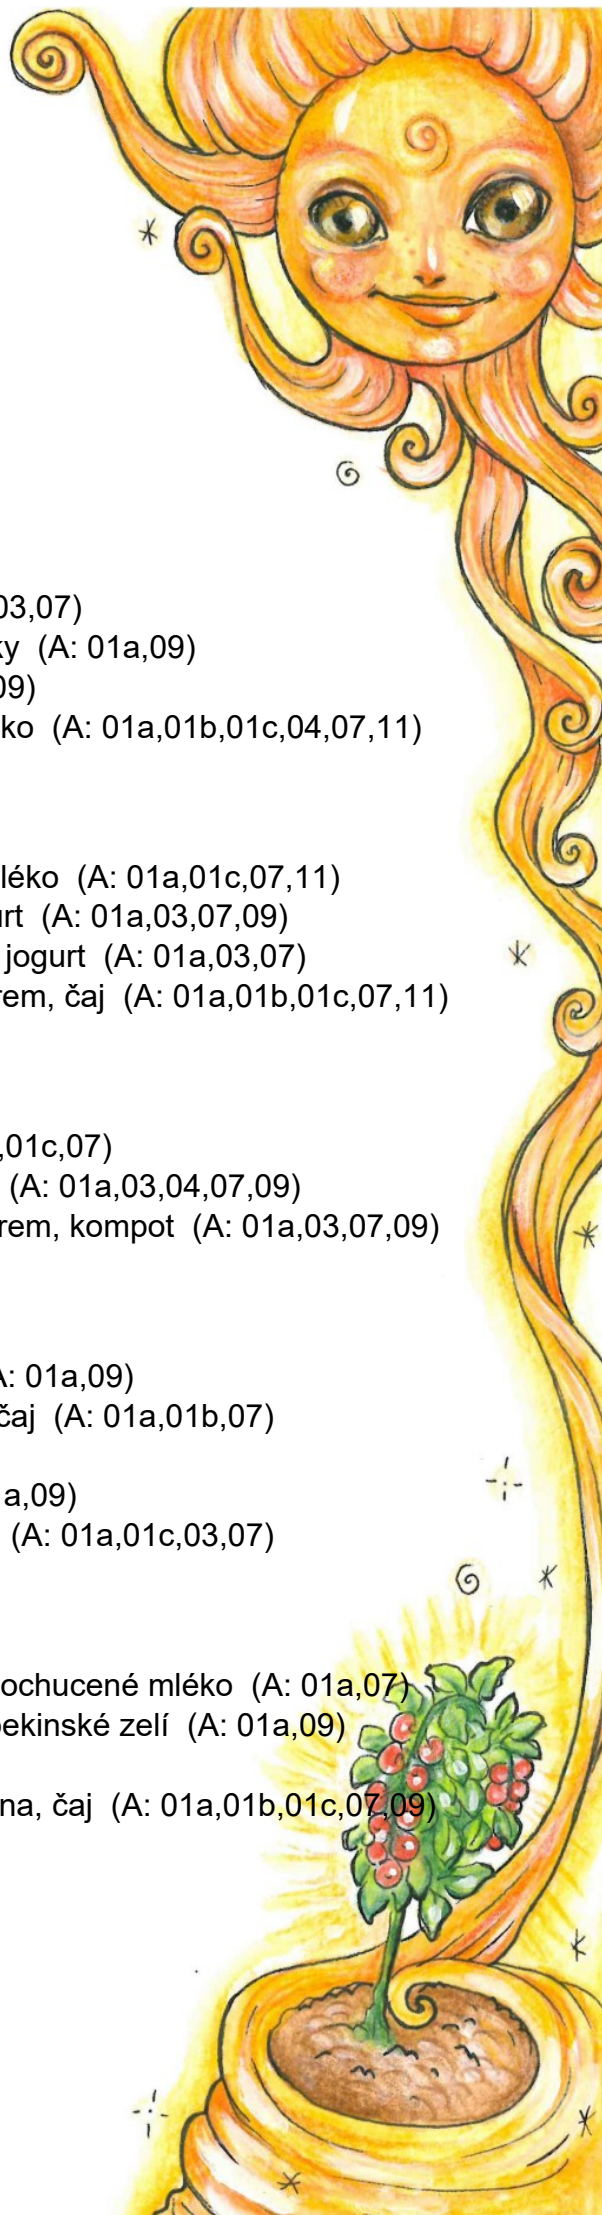 03,07)
ky (A: 01a,09)
09)
ko (A: 01a,01b,01c,04,07,11)
léko (A: 01a,01c,07,11)
urt (A: 01a,03,07,09)
jogurt (A: 01a,03,07)
rem, čaj (A: 01a,01b,01c,07,11)
,01c,07)
(A: 01a,03,04,07,09)
rem, kompot (A: 01a,03,07,09)
A: 01a,09)
čaj (A: 01a,01b,07)
a,09)
(A: 01a,01c,03,07)
ochucené mléko (A: 01a,07)
pekinské zelí (A: 01a,09)
na, čaj (A: 01a,01b,01c,07,09)